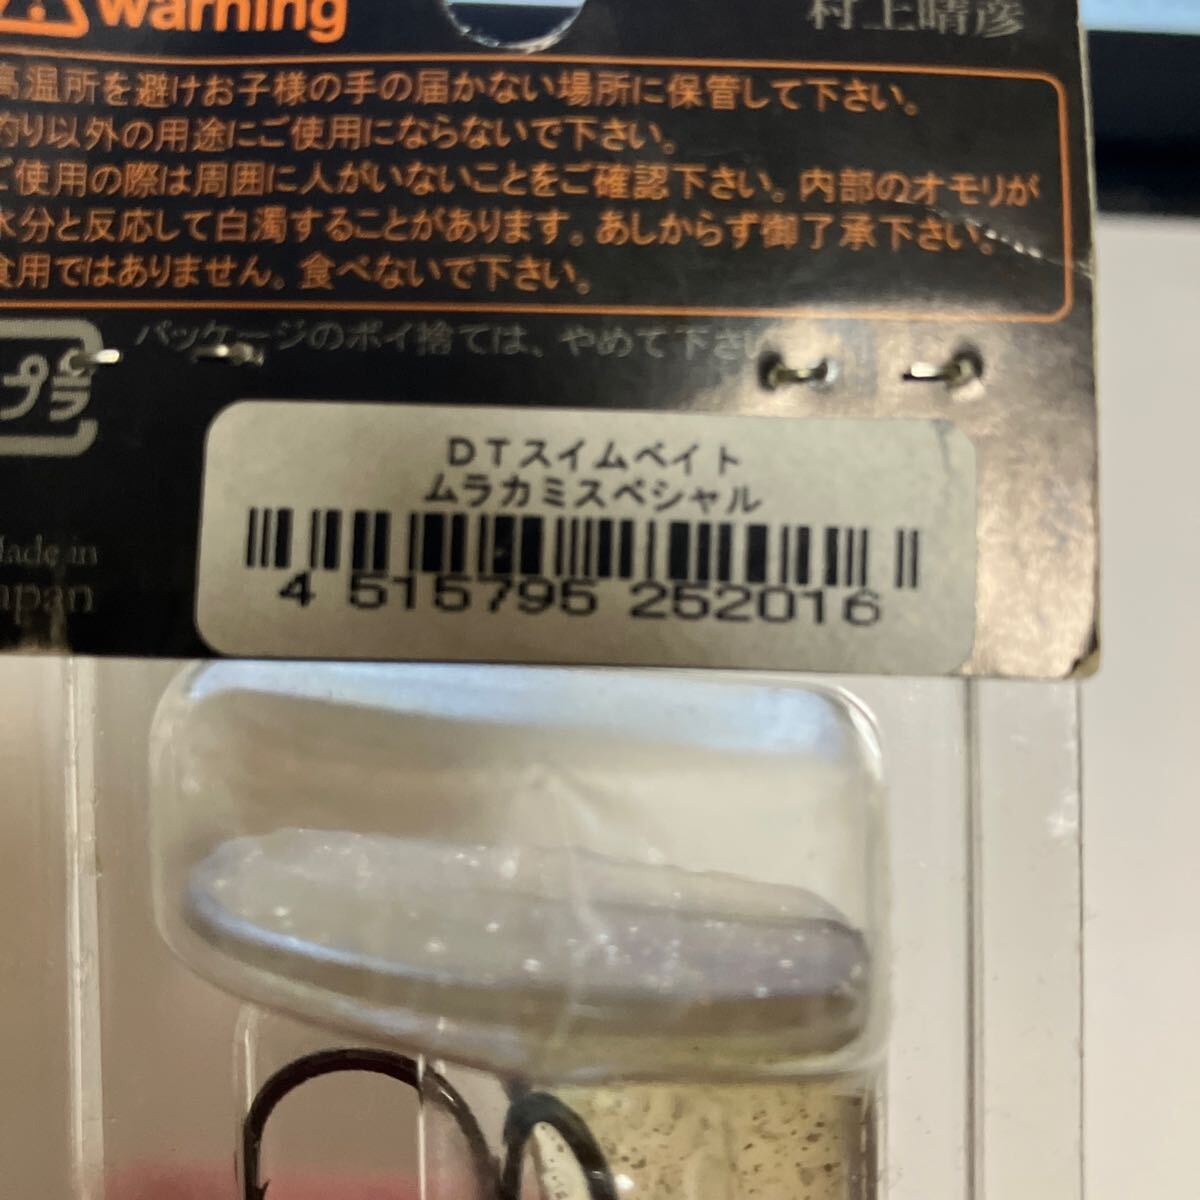 warning
村上晴彦
高温所を避けお子様の手の届かない場所に保管して下さい。
釣り以外の用途にご使用にならないで下さい。
ご使用の際は周囲に人がいないことをご確認下さい。内部のオモリが
水分と反応して白濁することがあります。あしからず御了承下さい。
食用ではありません。食べないで下さい。
パッケージのポイ捨ては、やめて下さい
プラ
DTスイムベイト
ムラカミスペシャル
4 515795 252016
Made in
Japan